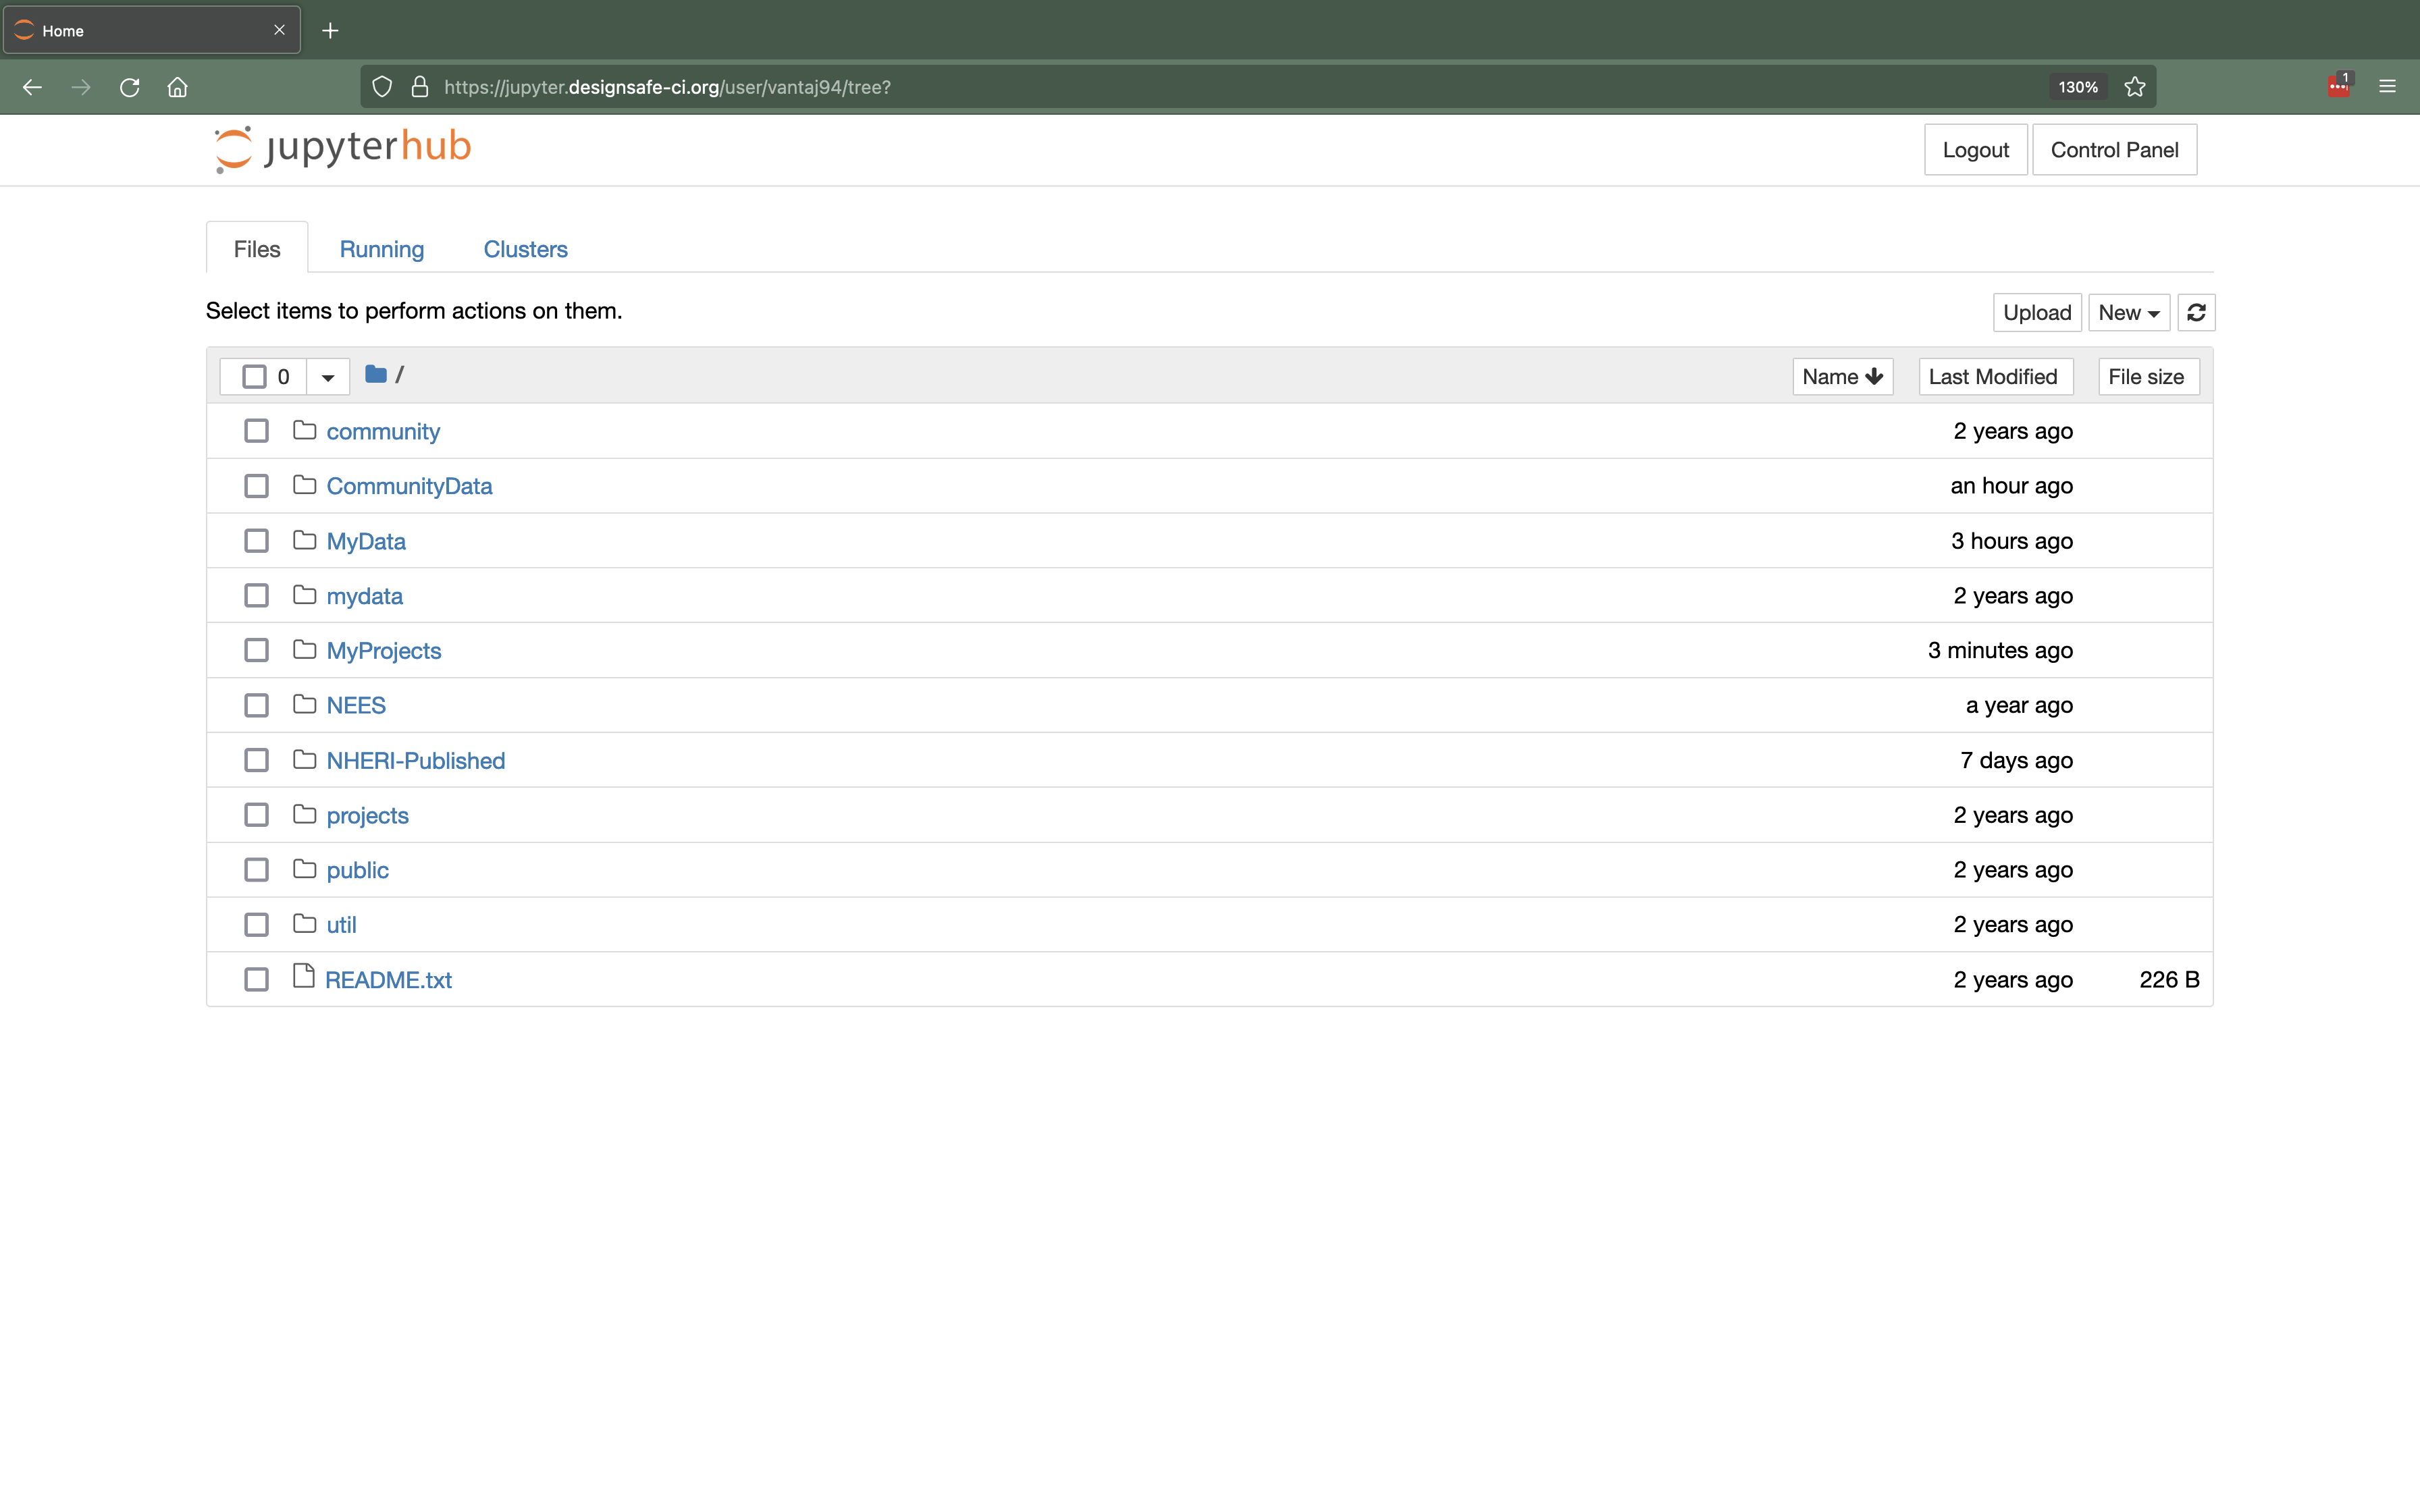 Home
https://jupyter.designsafe-ci.org/user/vantaj94/tree?
130%
1
jupyterhub
Logout
Control Panel
Files
Running
Clusters
Select items to perform actions on them.
Upload
New
0
/
Name
Last Modified
File size
community 2 years ago
CommunityData an hour ago
MyData 3 hours ago
mydata 2 years ago
MyProjects 3 minutes ago
NEES a year ago
NHERI-Published 7 days ago
projects 2 years ago
public 2 years ago
util 2 years ago
README.txt 2 years ago 226 B